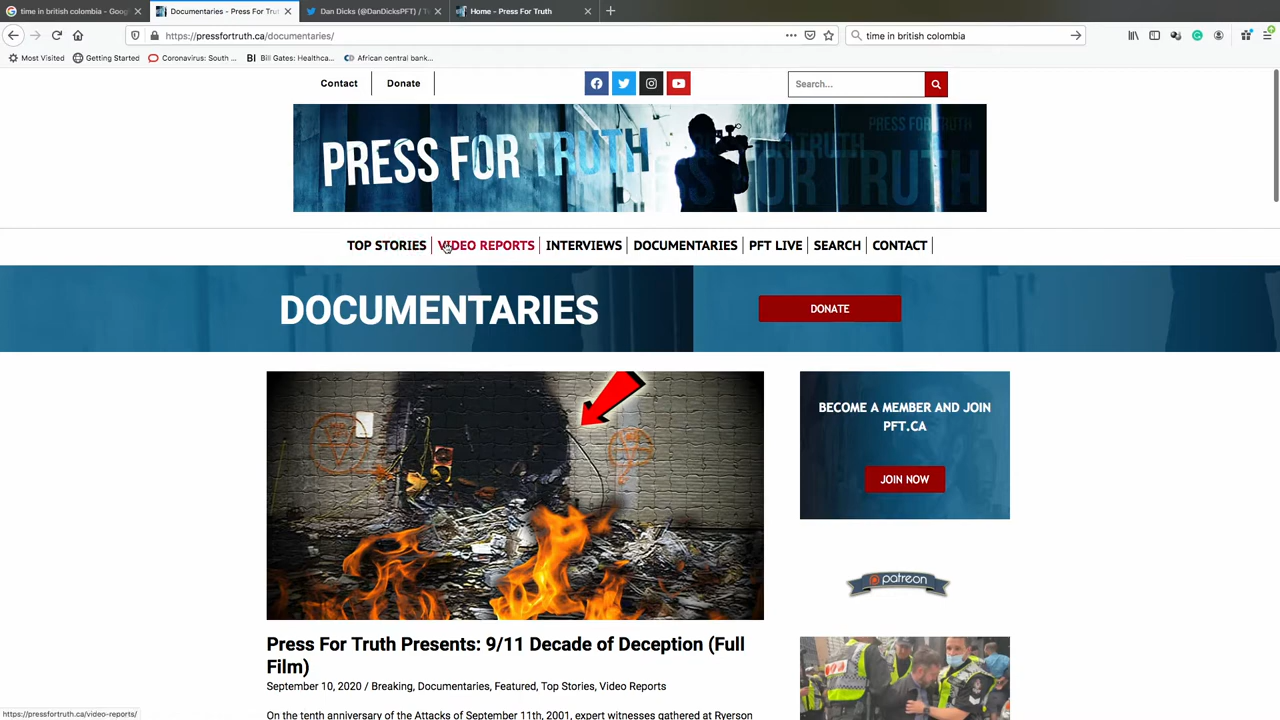 time in british colombia - Goog
Documentaries - Press For Trut
Dan Dicks (@DanDicksPFT) / T
Home - Press For Truth
https://pressfortruth.ca/documentaries/
time in british colombia
Most Visited
Getting Started
Coronavirus: South ...
BI Bill Gates: Healthca...
African central bank...
Contact
Donate
Search...
PRESS FOR TRUTH
PRESS FOR TRUTH
TOP STORIES
VIDEO REPORTS
INTERVIEWS
DOCUMENTARIES
PFT LIVE
SEARCH
CONTACT
DOCUMENTARIES
DONATE
BECOME A MEMBER AND JOIN
PFT.CA
JOIN NOW
patreon
Press For Truth Presents: 9/11 Decade of Deception (Full
Film)
September 10, 2020 / Breaking, Documentaries, Featured, Top Stories, Video Reports
https://pressfortruth.ca/video-reports/
On the tenth anniversary of the Attacks of September 11th, 2001, expert witnesses gathered at Ryerson